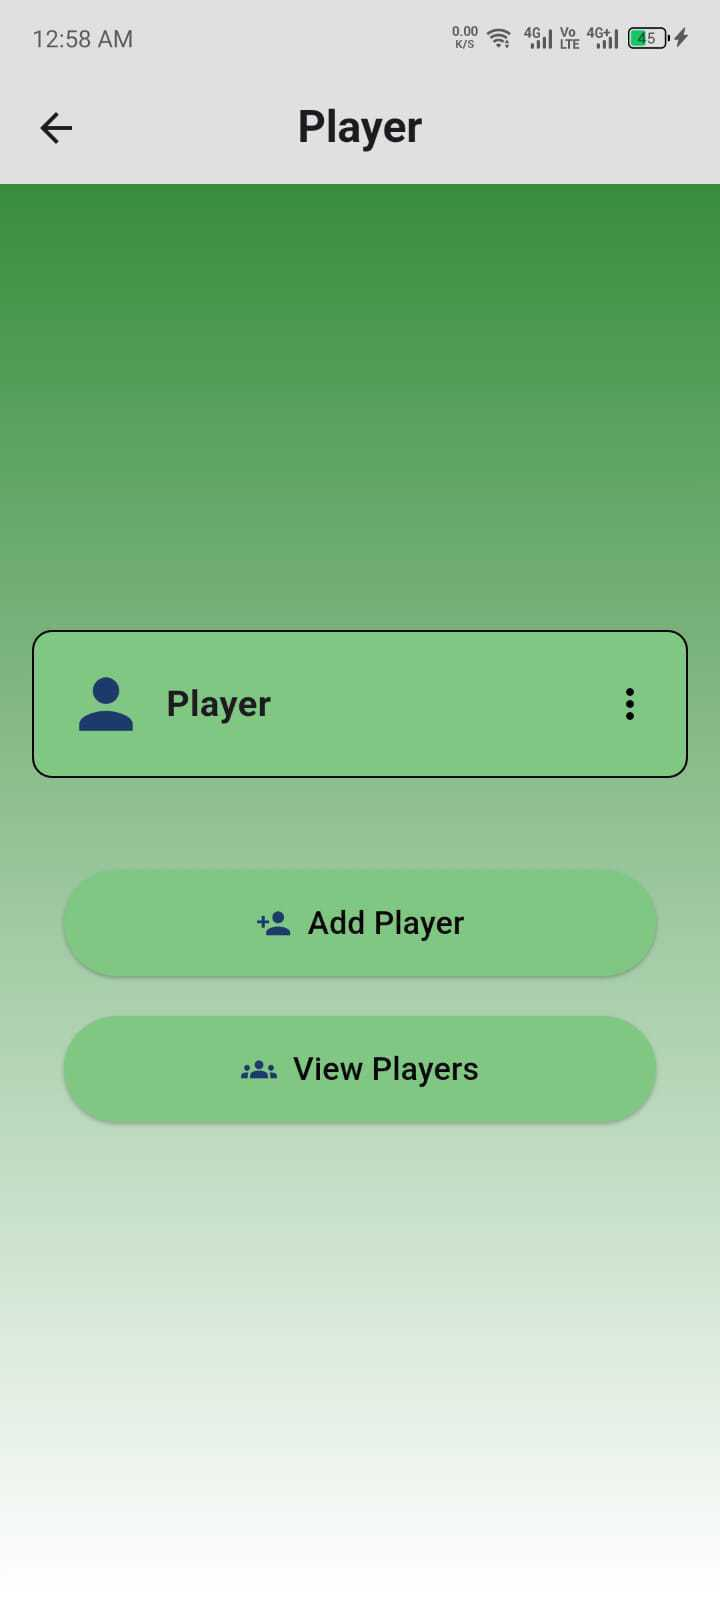 12:58 AM 0.00 K/S 4G Vo LTE 4G+ 45
Player
Player
Add Player
View Players